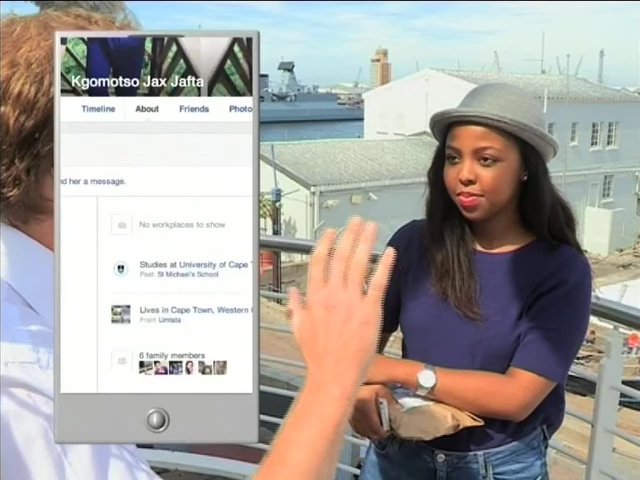 Kgomotso Jax Jafta
Timeline About Friends Photo
nd her a message.
No workplaces to show
Studies at University of Cape T
Past: St Michael's School
Lives in Cape Town, Western
From Umtata
6 family members